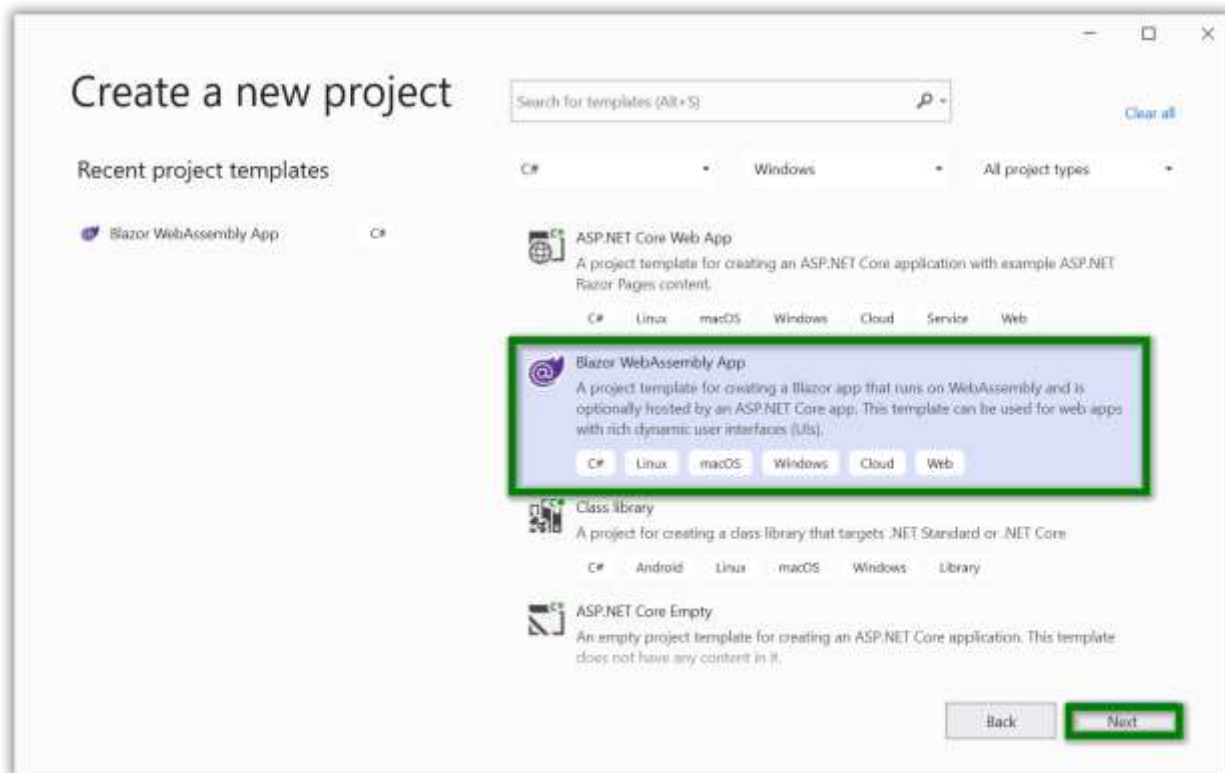 Create a new project
Search for templates (Alt+S)
Clear all
Recent project templates
C#
Windows
All project types
Blazor WebAssembly App
C#
ASP.NET Core Web App
A project template for creating an ASP.NET Core application with example ASP.NET
Razor Pages content.
C# Linux macOS Windows Cloud Service Web
Blazor WebAssembly App
A project template for creating a Blazor app that runs on WebAssembly and is
optionally hosted by an ASP.NET Core app. This template can be used for web apps
with rich dynamic user interfaces (UIs).
C# Linux macOS Windows Cloud Web
Class library
A project for creating a class library that targets .NET Standard or .NET Core
C# Android Linux macOS Windows Library
ASP.NET Core Empty
An empty project template for creating an ASP.NET Core application. This template
does not have any content in it.
Back
Next